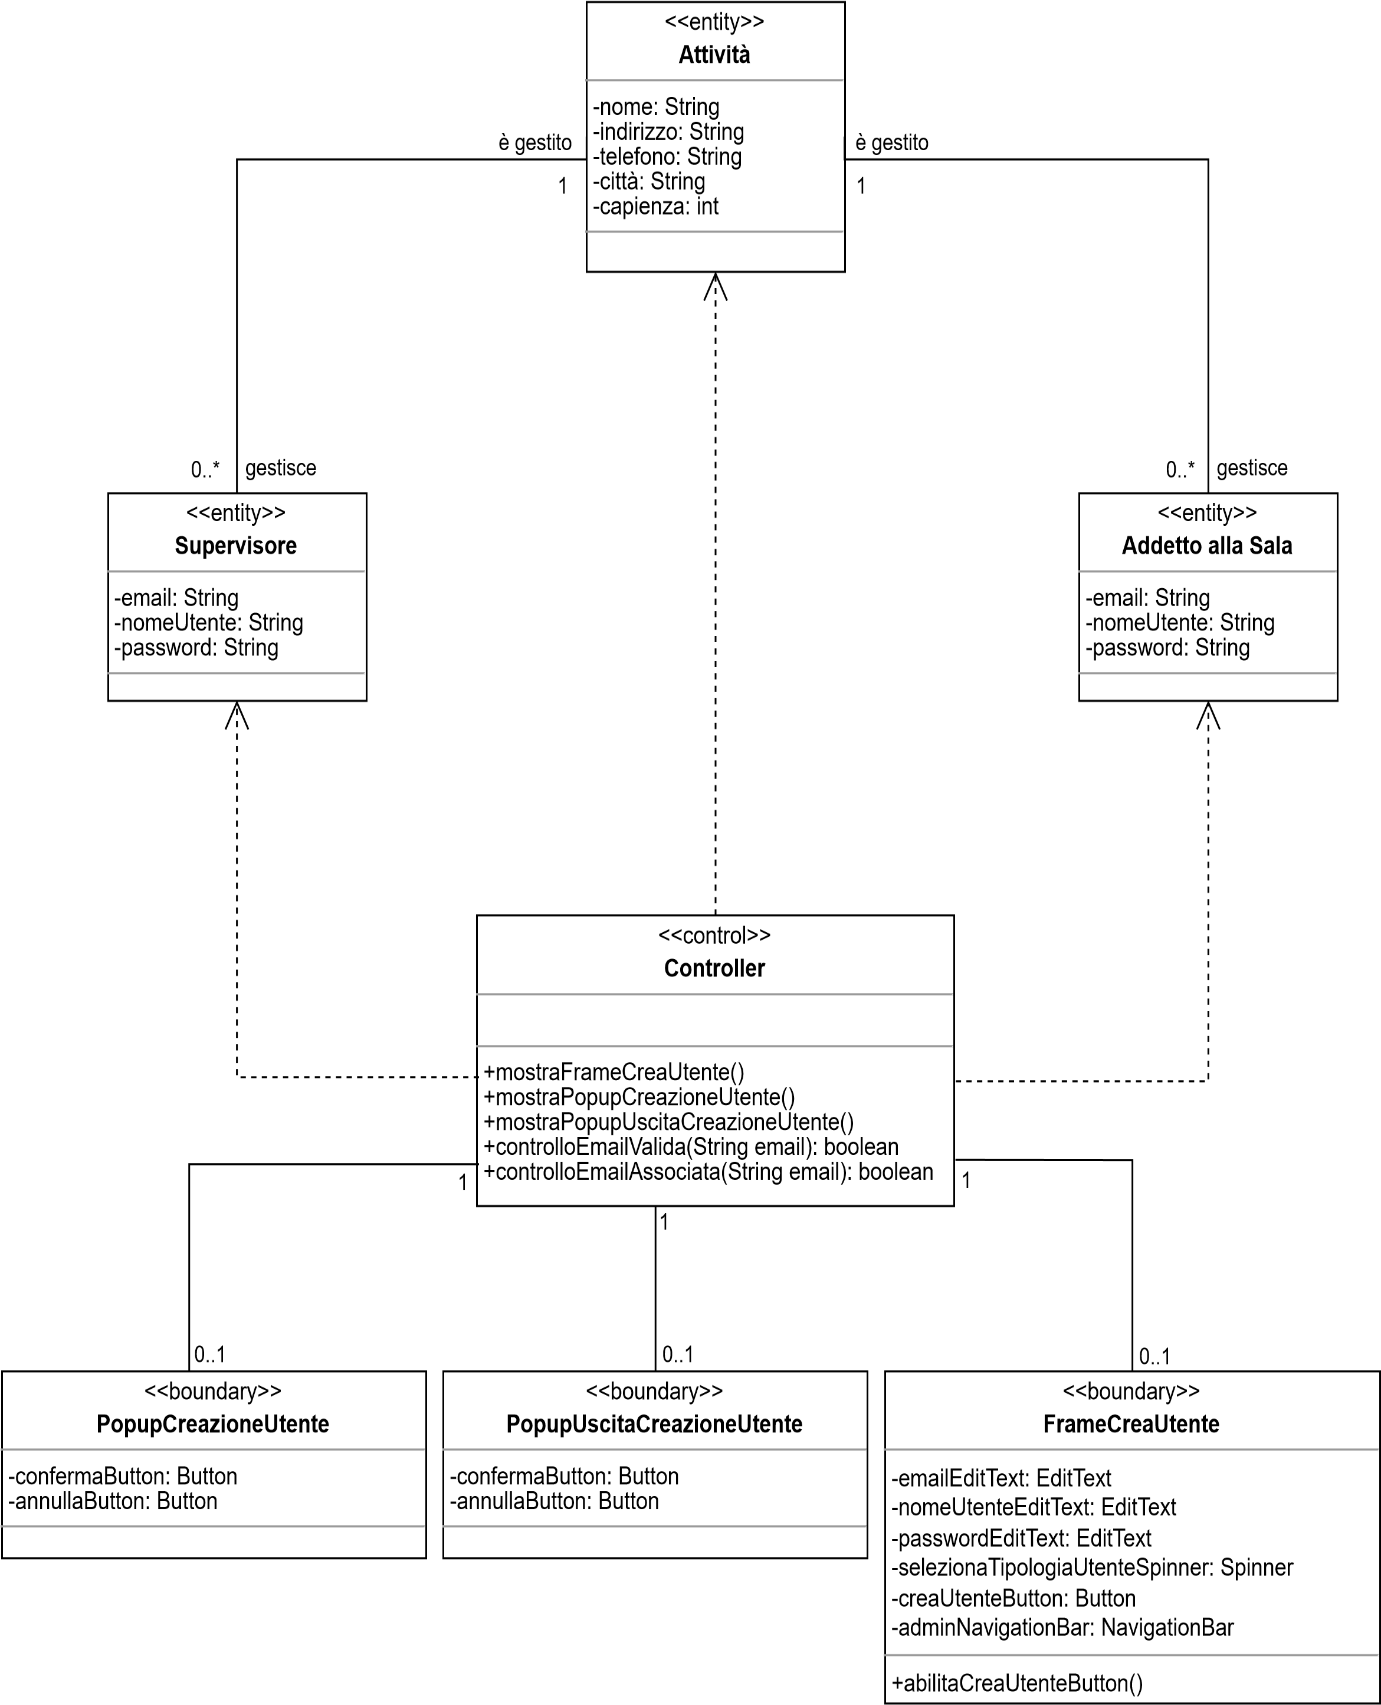 <<entity>>
Attività
-nome: String
-indirizzo: String
-telefono: String
-città: String
-capienza: int
è gestito
1
è gestito
1
0..*
gestisce
0..*
gestisce
<<entity>>
Supervisore
-email: String
-nomeUtente: String
-password: String
<<entity>>
Addetto alla Sala
-email: String
-nomeUtente: String
-password: String
<<control>>
Controller
+mostraFrameCreaUtente()
+mostraPopupCreazioneUtente()
+mostraPopupUscitaCreazioneUtente()
+controlloEmailValida(String email): boolean
+controlloEmailAssociata(String email): boolean
1
1
1
0..1
0..1
0..1
<<boundary>>
PopupCreazioneUtente
-confermaButton: Button
-annullaButton: Button
<<boundary>>
PopupUscitaCreazioneUtente
-confermaButton: Button
-annullaButton: Button
<<boundary>>
FrameCreaUtente
-emailEditText: EditText
-nomeUtenteEditText: EditText
-passwordEditText: EditText
-selezionaTipologiaUtenteSpinner: Spinner
-creaUtenteButton: Button
-adminNavigationBar: NavigationBar
+abilitaCreaUtenteButton()